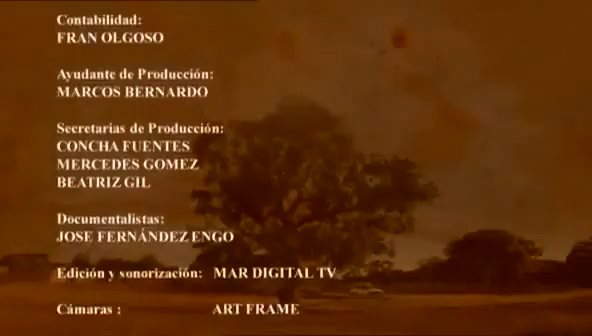 Contabilidad:
FRAN OLGOSO
Ayudante de Producción:
MARCOS BERNARDO
Secretarias de Producción:
CONCHA FUENTES
MERCEDES GOMEZ
BEATRIZ GIL
Documentalistas:
JOSE FERNÁNDEZ ENGO
Edición y sonorización: MAR DIGITAL TV
Cámaras : ART FRAME